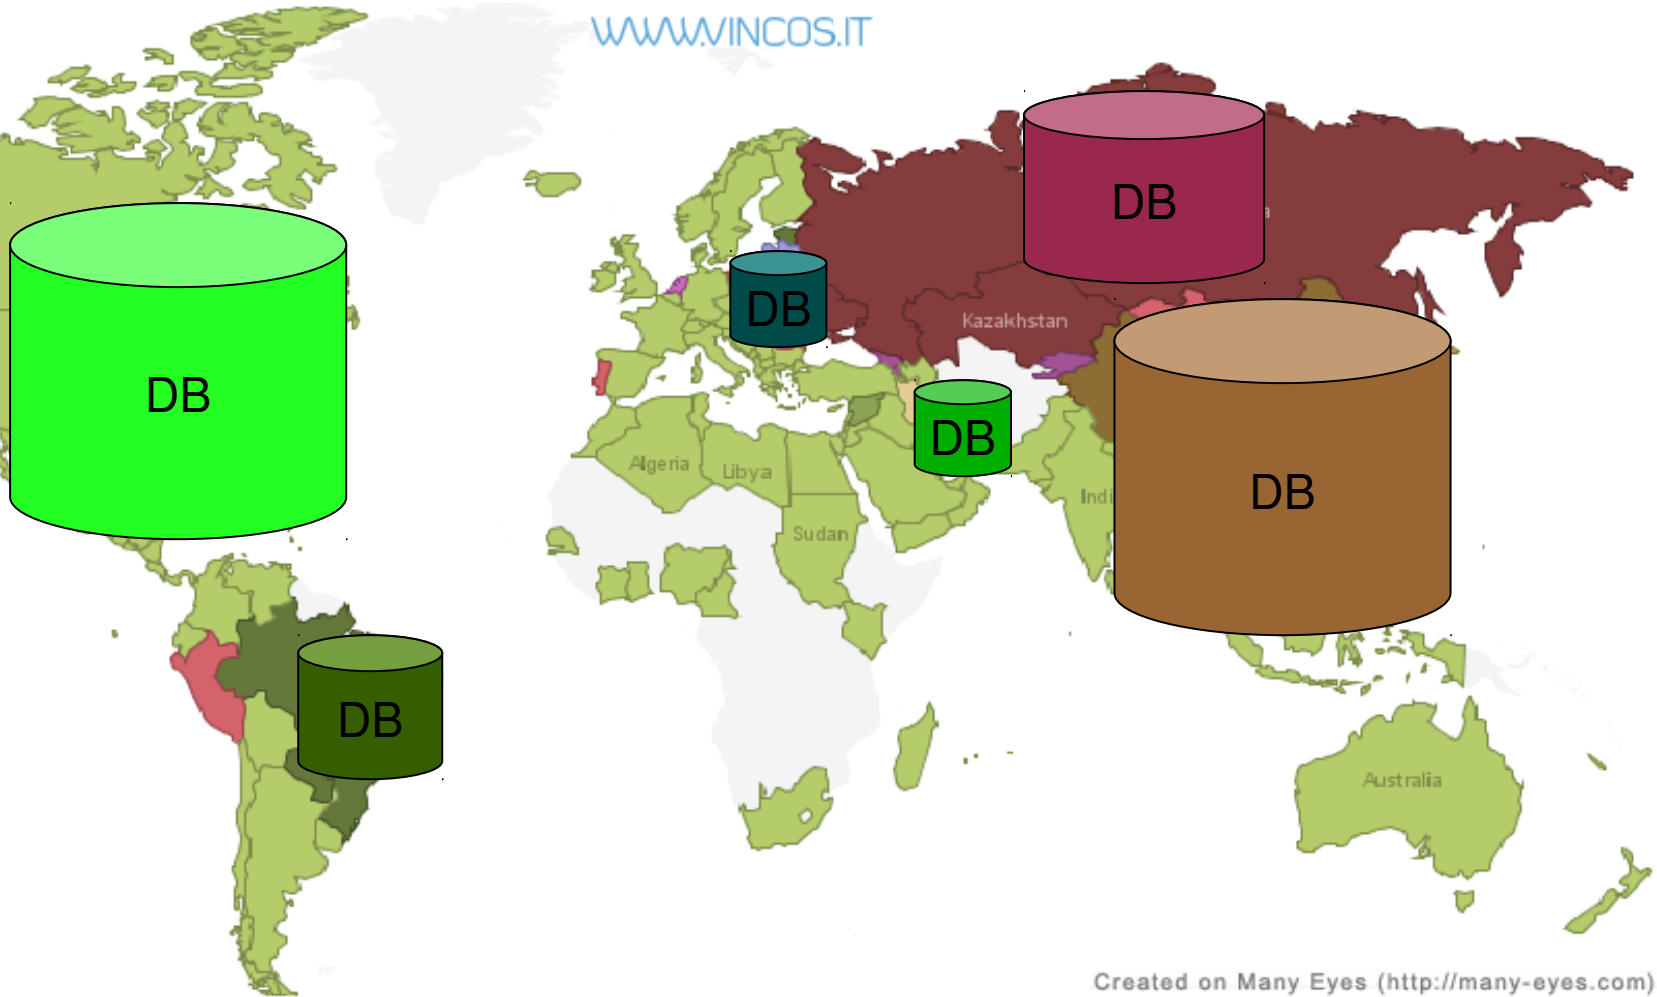 WWW.VINCOS.IT
DB
a
DB
DB
Kazakhstan
DB
DB
Algeria
Libya
Indi
DB
Sudan
DB
Australia
Created on Many Eyes (http://many-eyes.com)